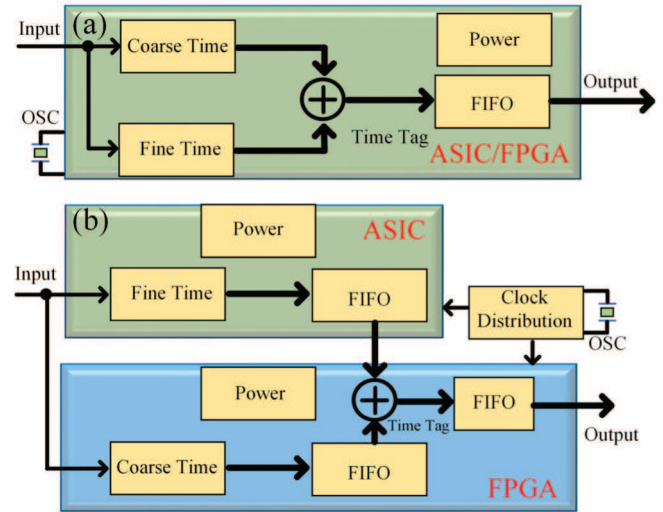 (a)
Input
Coarse Time
Power
Output
OSC
FIFO
Fine Time
Time Tag
ASIC/FPGA
(b)
Power
ASIC
Input
Fine Time
FIFO
Clock
Distribution
OSC
Power
FIFO
Time Tag
Output
Coarse Time
FIFO
FPGA